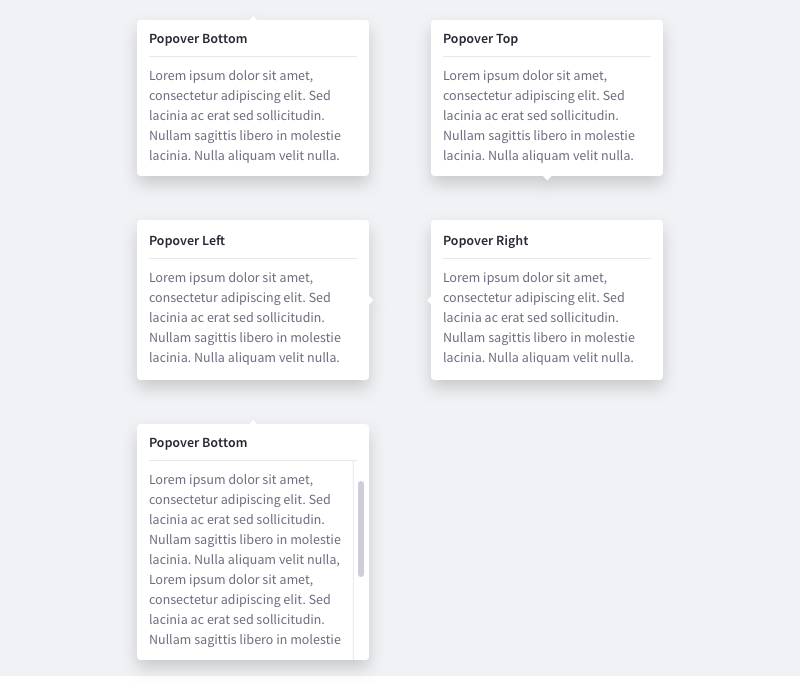 Popover Bottom
Lorem ipsum dolor sit amet,
consectetur adipiscing elit. Sed
lacinia ac erat sed sollicitudin.
Nullam sagittis libero in molestie
lacinia. Nulla aliquam velit nulla.
Popover Top
Lorem ipsum dolor sit amet,
consectetur adipiscing elit. Sed
lacinia ac erat sed sollicitudin.
Nullam sagittis libero in molestie
lacinia. Nulla aliquam velit nulla.
Popover Left
Lorem ipsum dolor sit amet,
consectetur adipiscing elit. Sed
lacinia ac erat sed sollicitudin.
Nullam sagittis libero in molestie
lacinia. Nulla aliquam velit nulla.
Popover Right
Lorem ipsum dolor sit amet,
consectetur adipiscing elit. Sed
lacinia ac erat sed sollicitudin.
Nullam sagittis libero in molestie
lacinia. Nulla aliquam velit nulla.
Popover Bottom
Lorem ipsum dolor sit amet,
consectetur adipiscing elit. Sed
lacinia ac erat sed sollicitudin.
Nullam sagittis libero in molestie
lacinia. Nulla aliquam velit nulla,
Lorem ipsum dolor sit amet,
consectetur adipiscing elit. Sed
lacinia ac erat sed sollicitudin.
Nullam sagittis libero in molestie